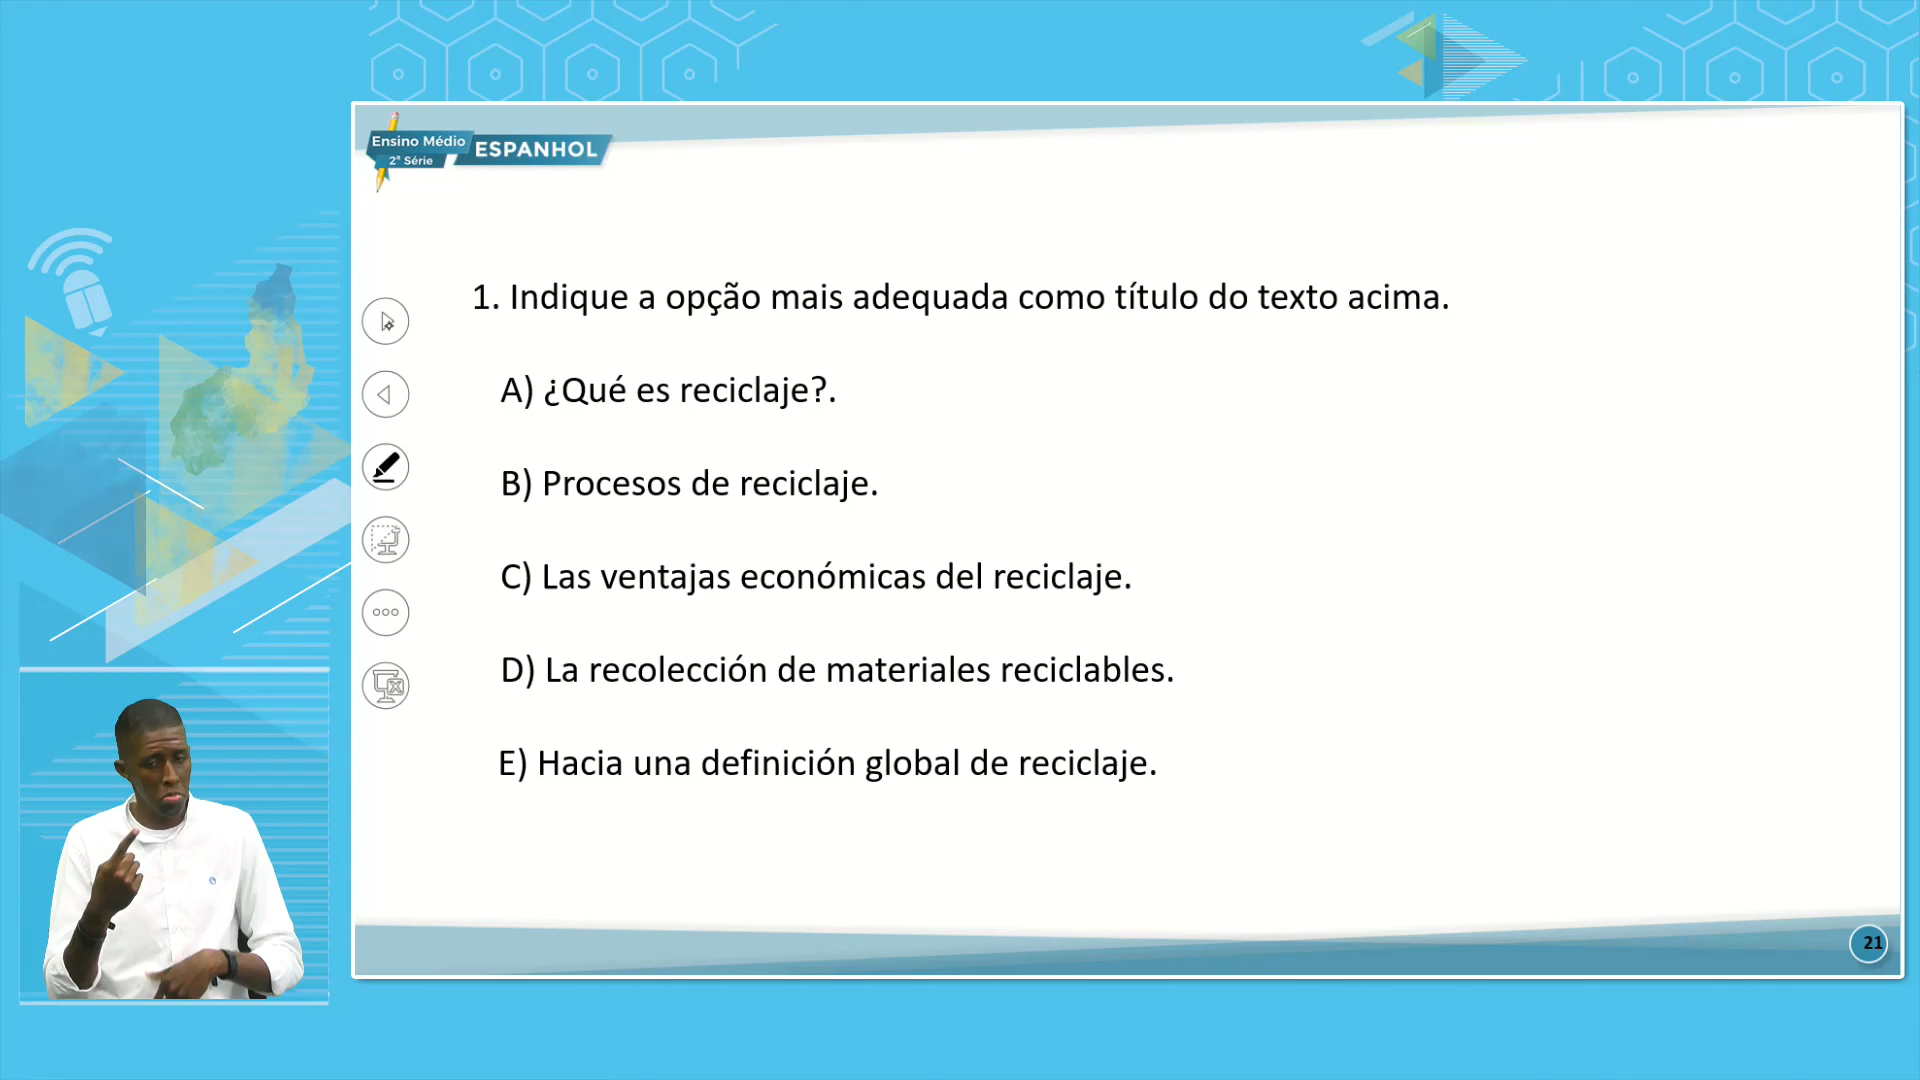 Ensino Médio
2ª Série
ESPANHOL
1. Indique a opção mais adequada como título do texto acima.
A) ¿Qué es reciclaje?.
B) Procesos de reciclaje.
C) Las ventajas económicas del reciclaje.
D) La recolección de materiales reciclables.
E) Hacia una definición global de reciclaje.
21